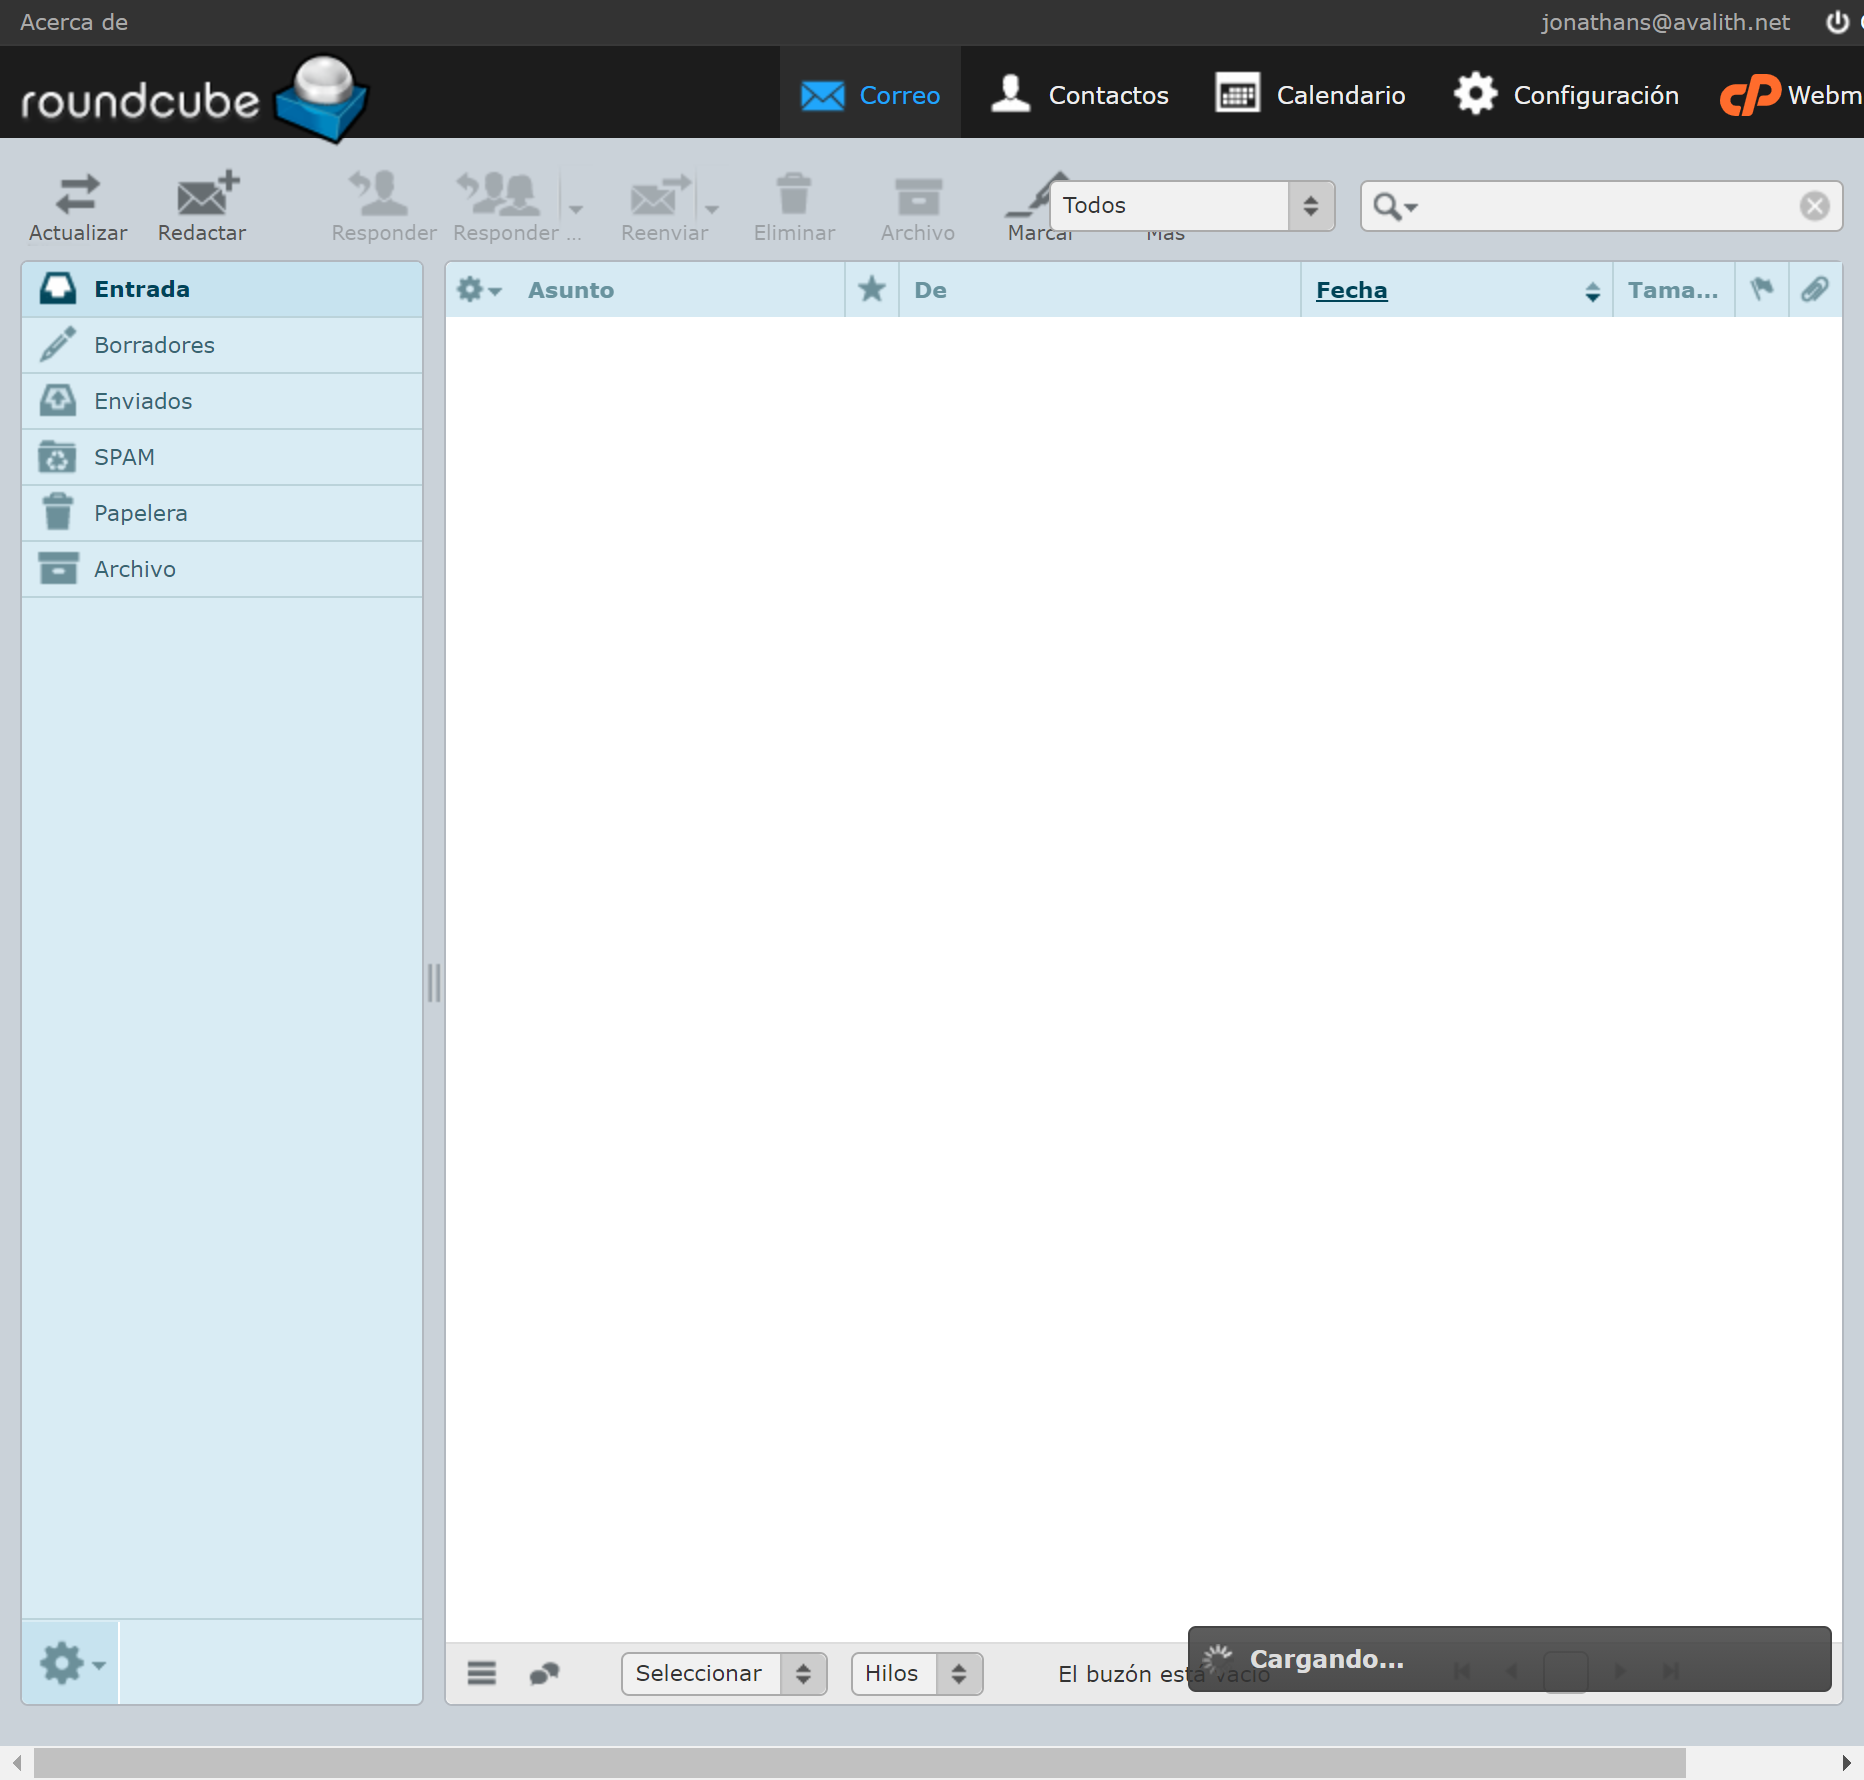 Acerca de
jonathans@avalith.net
roundcube
Correo
Contactos
Calendario
Configuración
cP Webm
Actualizar
Redactar
Responder
Responder ...
Reenviar
Eliminar
Archivo
Marcar
Más
Todos
Entrada
Borradores
Enviados
SPAM
Papelera
Archivo
Asunto
De
Fecha
Tama...
Seleccionar
Hilos
El buzón está vacío
Cargando...